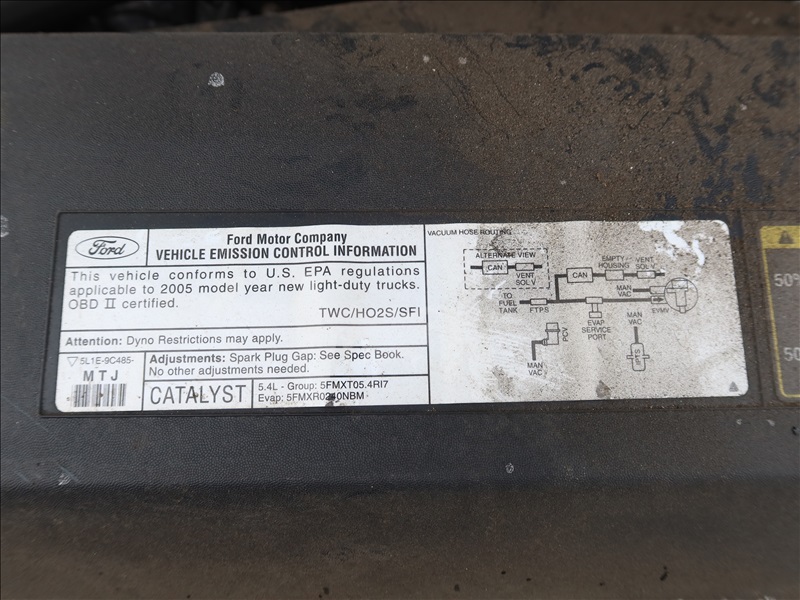 Ford
Ford Motor Company
VEHICLE EMISSION CONTROL INFORMATION
This vehicle conforms to U.S. EPA regulations
applicable to 2005 model year new light-duty trucks.
OBD II certified.
TWC/HO2S/SFI
Attention: Dyno Restrictions may apply.
5L1E-9C485-
MTJ
Adjustments: Spark Plug Gap: See Spec Book.
No other adjustments needed.
CATALYST
5.4L - Group: 5FMXT05.4RI7
Evap: 5FMXR0240NBM
VACUUM HOSE ROUTING
ALTERNATE VIEW
CAN
VENT
SOL V
CAN
EMPTY
HOUSING
VENT
SOL V
TO
FUEL
TANK
FTPS
MAN
VAC
EVMV
EVAP
SERVICE
PORT
MAN
VAC
PCV
MAN
VAC
50%
50